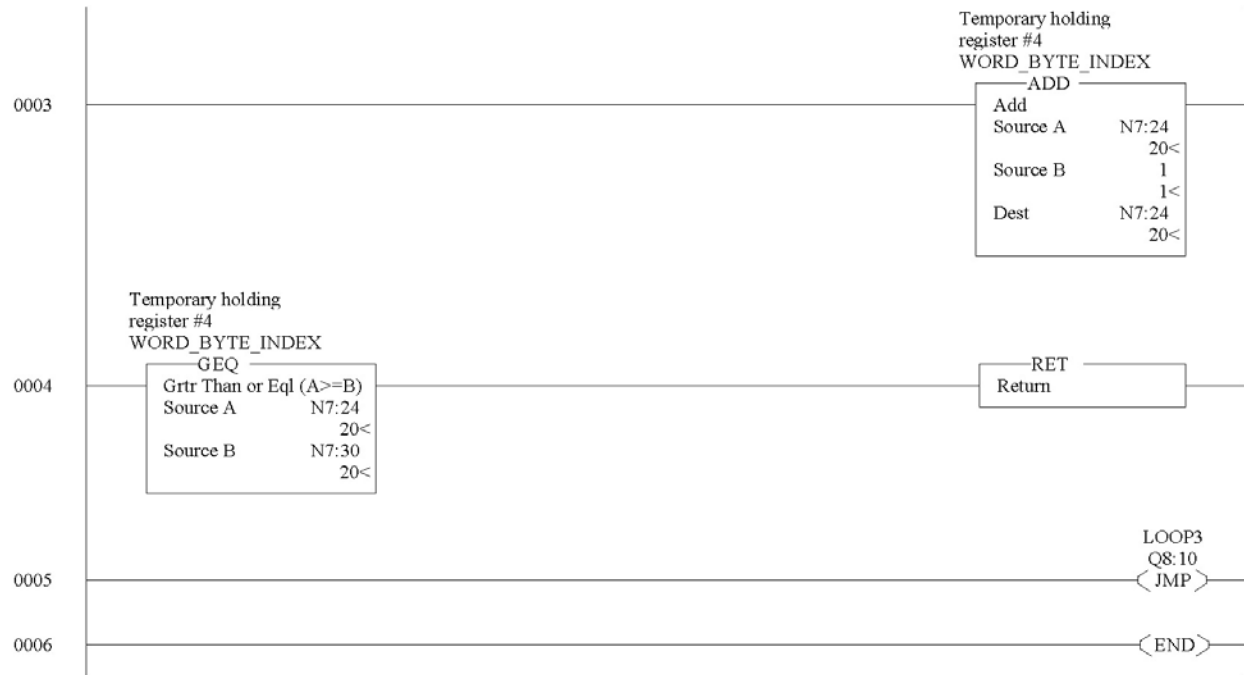 Temporary holding
register #4
WORD_BYTE_INDEX
ADD
0003
Add
Source A N7:24
20<
Source B 1
1<
Dest N7:24
20<
Temporary holding
register #4
WORD_BYTE_INDEX
GEQ
RET
0004
Grtr Than or Eql (A>=B)
Return
Source A N7:24
20<
Source B N7:30
20<
LOOP3
Q8:10
0005
JMP
0006
END